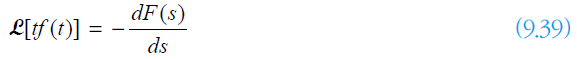 𝓛[tf(t)] = −dF(s)/ds (9.39)